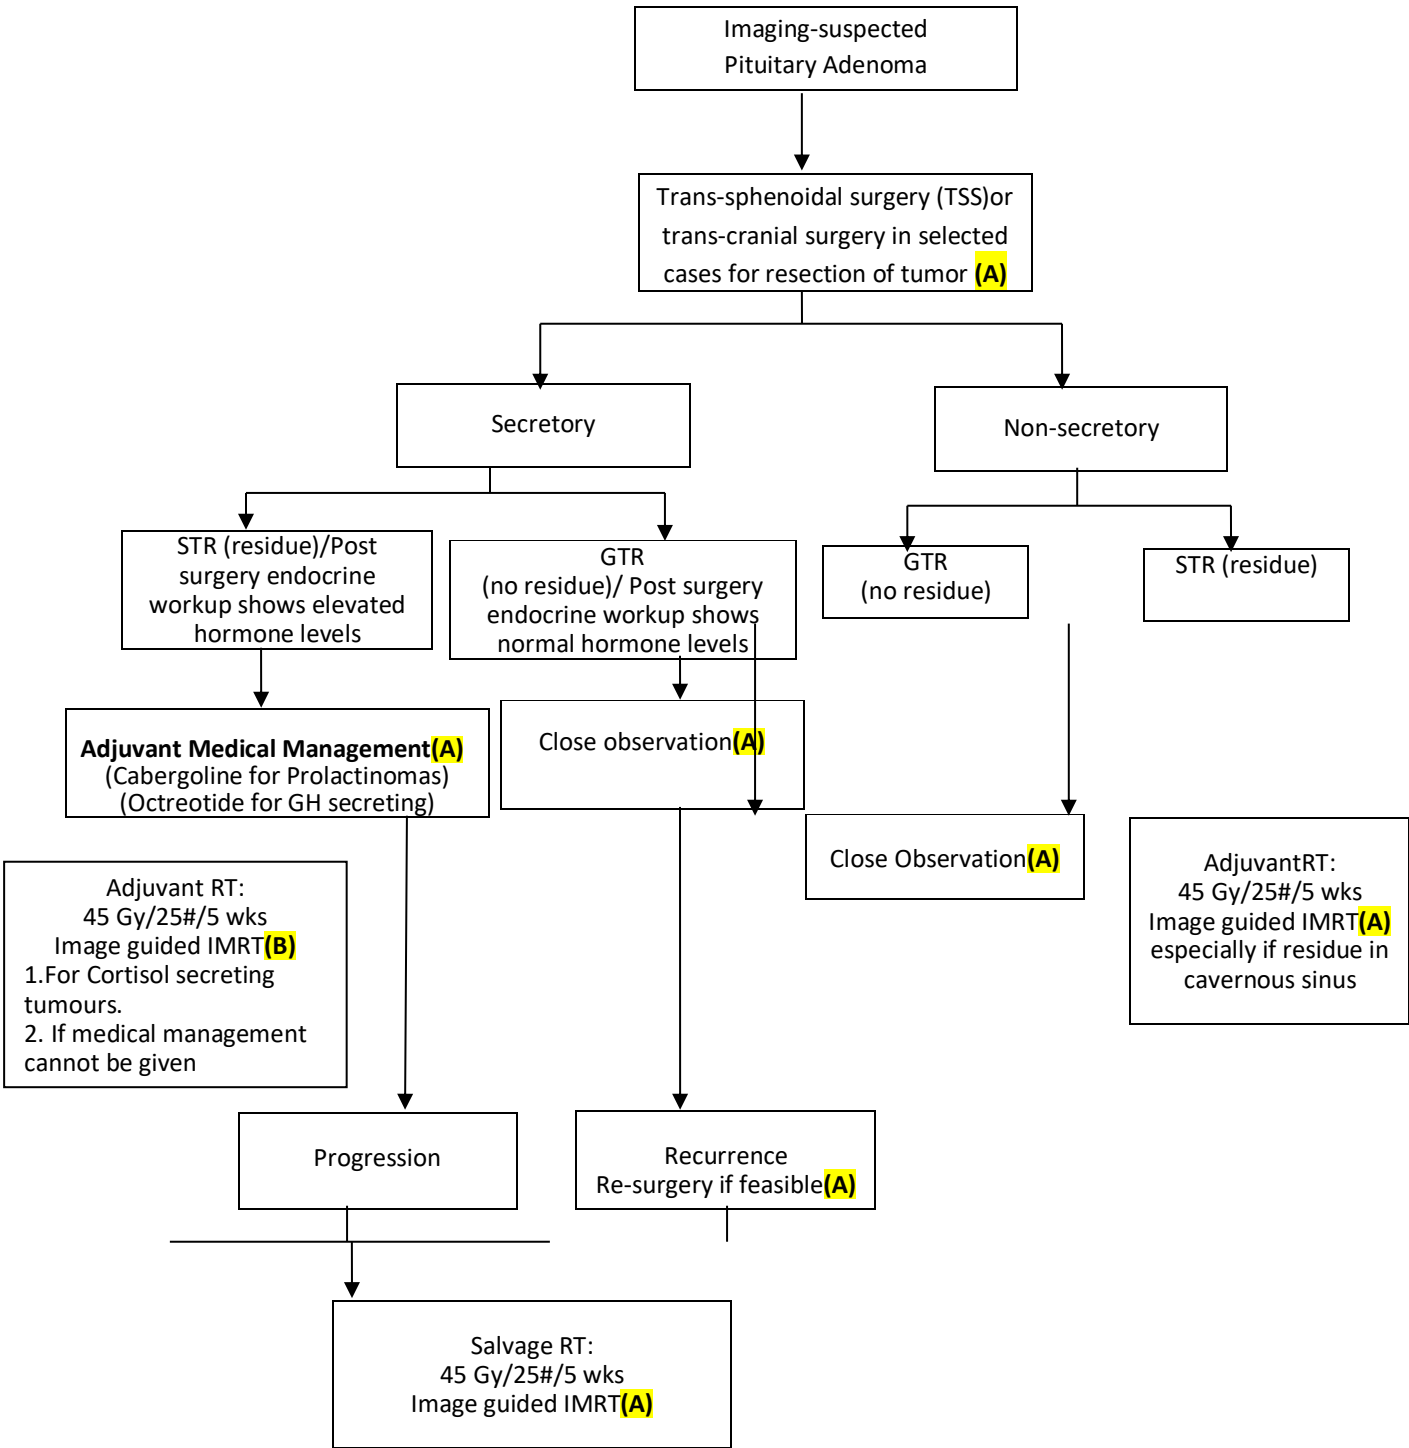 Imaging-suspected
Pituitary Adenoma
Trans-sphenoidal surgery (TSS)or
trans-cranial surgery in selected
cases for resection of tumor (A)
Secretory
Non-secretory
STR (residue)/Post
surgery endocrine
workup shows elevated
hormone levels
GTR
(no residue)/ Post surgery
endocrine workup shows
normal hormone levels
GTR
(no residue)
STR (residue)
Adjuvant Medical Management(A)
(Cabergoline for Prolactinomas)
(Octreotide for GH secreting)
Close observation(A)
Close Observation(A)
AdjuvantRT:
45 Gy/25#/5 wks
Image guided IMRT(A)
especially if residue in
cavernous sinus
Adjuvant RT:
45 Gy/25#/5 wks
Image guided IMRT(B)
1.For Cortisol secreting
tumours.
2. If medical management
cannot be given
Progression
Recurrence
Re-surgery if feasible(A)
Salvage RT:
45 Gy/25#/5 wks
Image guided IMRT(A)